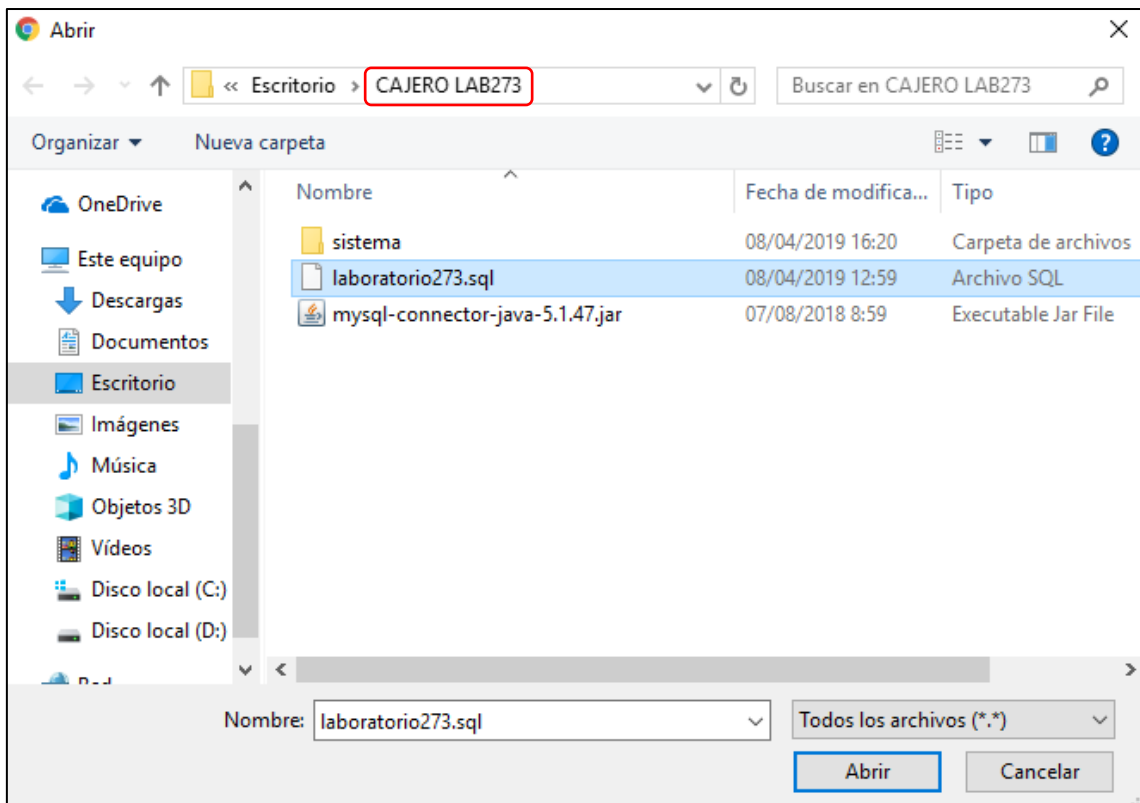 Abrir
« Escritorio > CAJERO LAB273
Buscar en CAJERO LAB273
Organizar
Nueva carpeta
?
Nombre
Fecha de modifica...
Tipo
OneDrive
Este equipo
Descargas
Documentos
Escritorio
Imágenes
Música
Objetos 3D
Vídeos
Disco local (C:)
Disco local (D:)
sistema 08/04/2019 16:20 Carpeta de archivos
laboratorio273.sql 08/04/2019 12:59 Archivo SQL
mysql-connector-java-5.1.47.jar 07/08/2018 8:59 Executable Jar File
Nombre: laboratorio273.sql
Todos los archivos (*.*)
Abrir
Cancelar